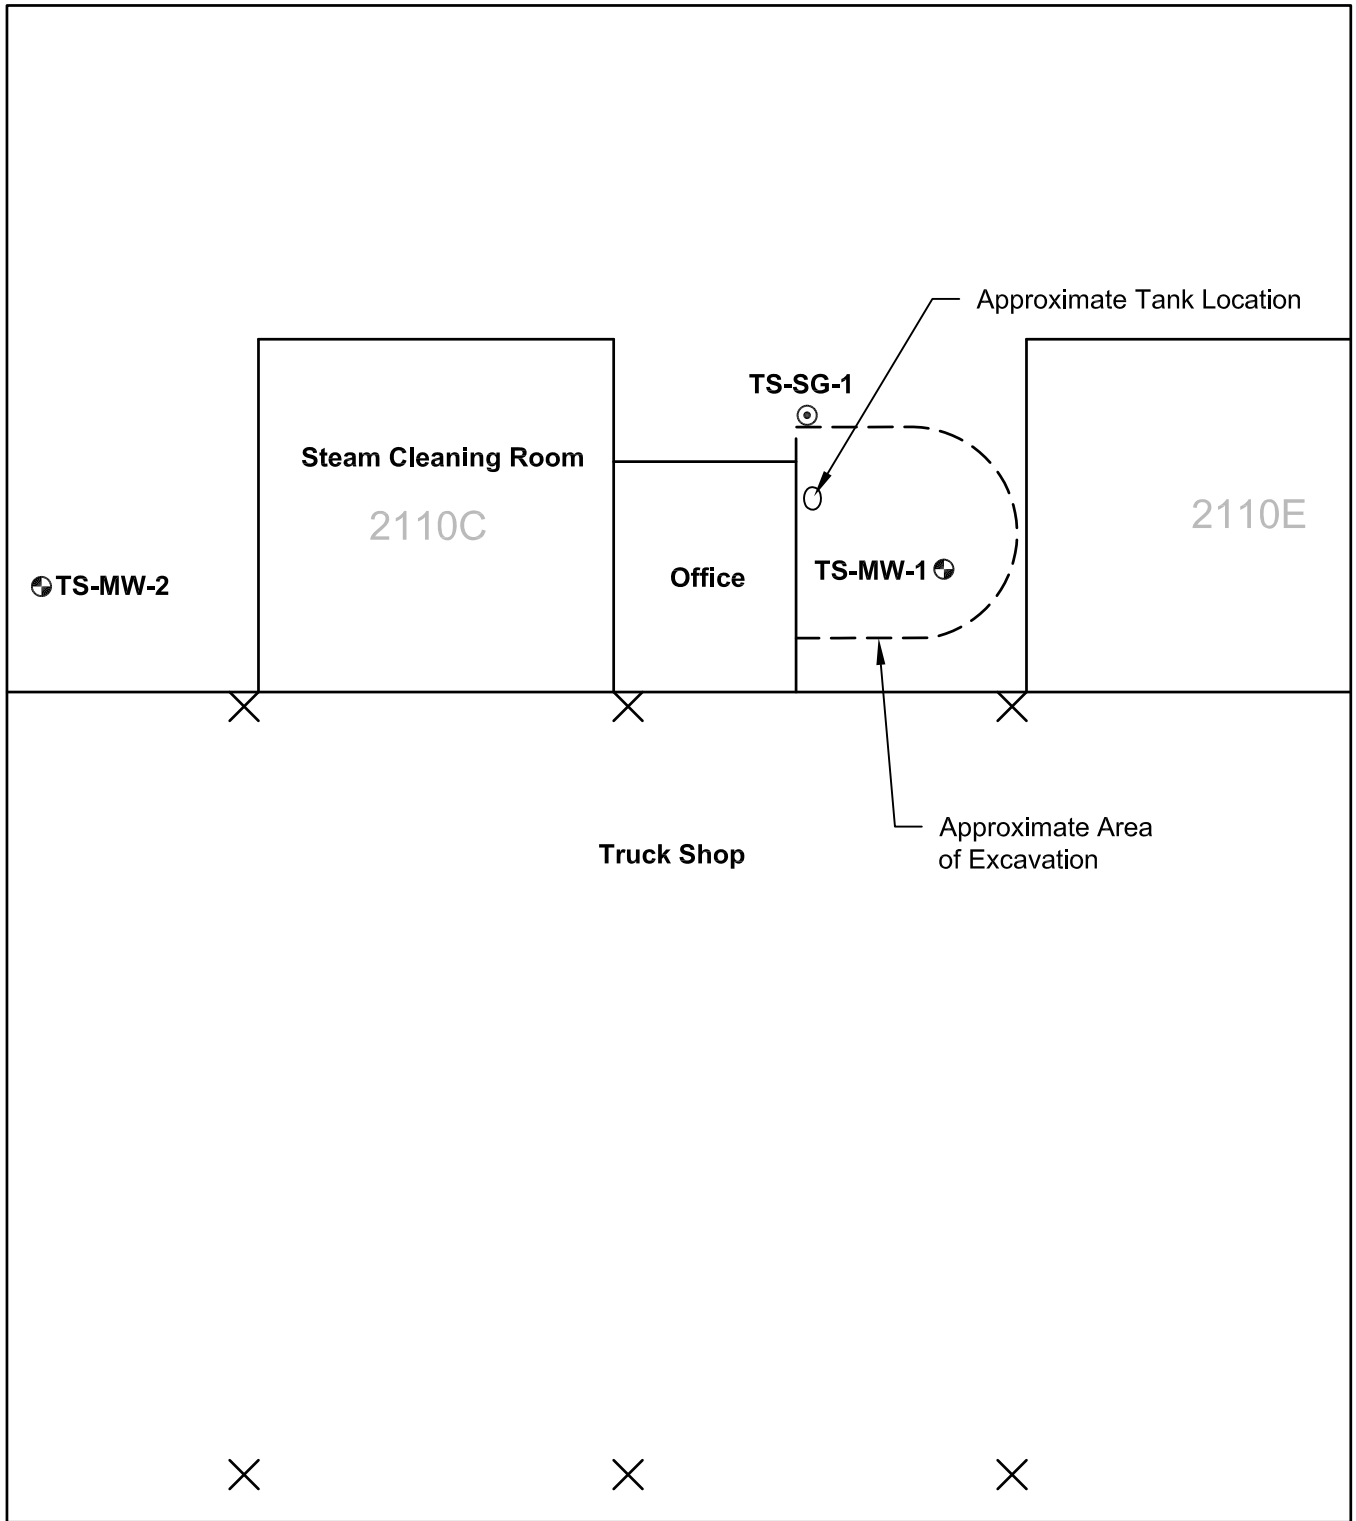 Approximate Tank Location
TS-SG-1
Steam Cleaning Room
2110C
2110E
Office
TS-MW-1
TS-MW-2
Approximate Area
of Excavation
Truck Shop